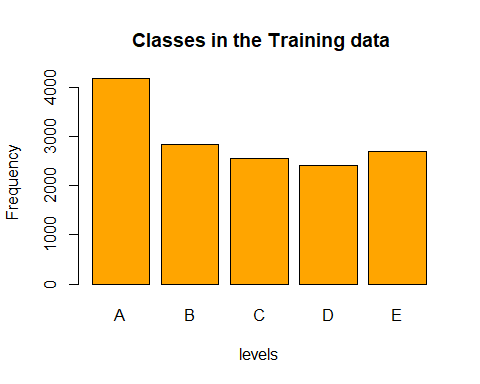 Classes in the Training data
Frequency
4000
3000
2000
1000
0
A B C D E
levels